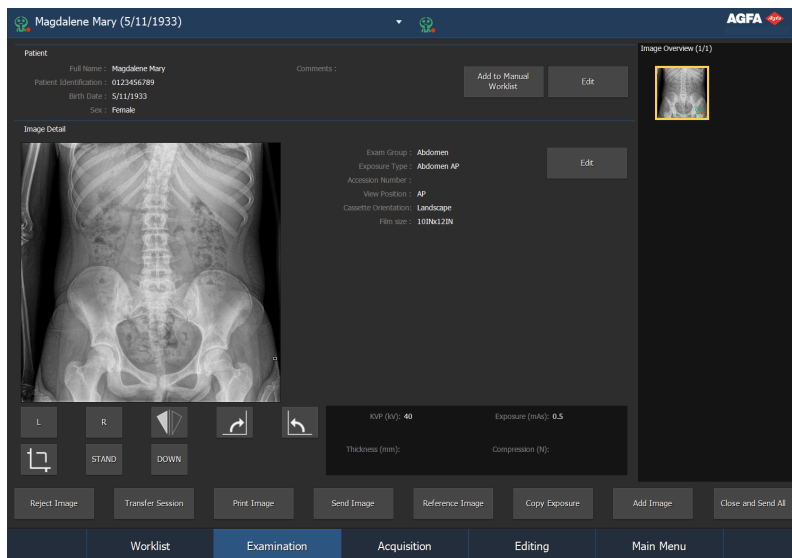 Magdalene Mary (5/11/1933)
AGFA
Patient
Full Name : Magdalene Mary
Patient Identification : 0123456789
Birth Date : 5/11/1933
Sex : Female
Comments :
Add to Manual
Worklist
Edit
Image Overview (1/1)
Image Detail
Exam Group : Abdomen
Exposure Type : Abdomen AP
Accession Number :
View Position : AP
Cassette Orientation: Landscape
Film size : 10INx12IN
Edit
L
R
STAND
DOWN
KVP (kV): 40
Exposure (mAs): 0.5
Thickness (mm):
Compression (N):
Reject Image
Transfer Session
Print Image
Send Image
Reference Image
Copy Exposure
Add Image
Close and Send All
Worklist
Examination
Acquisition
Editing
Main Menu